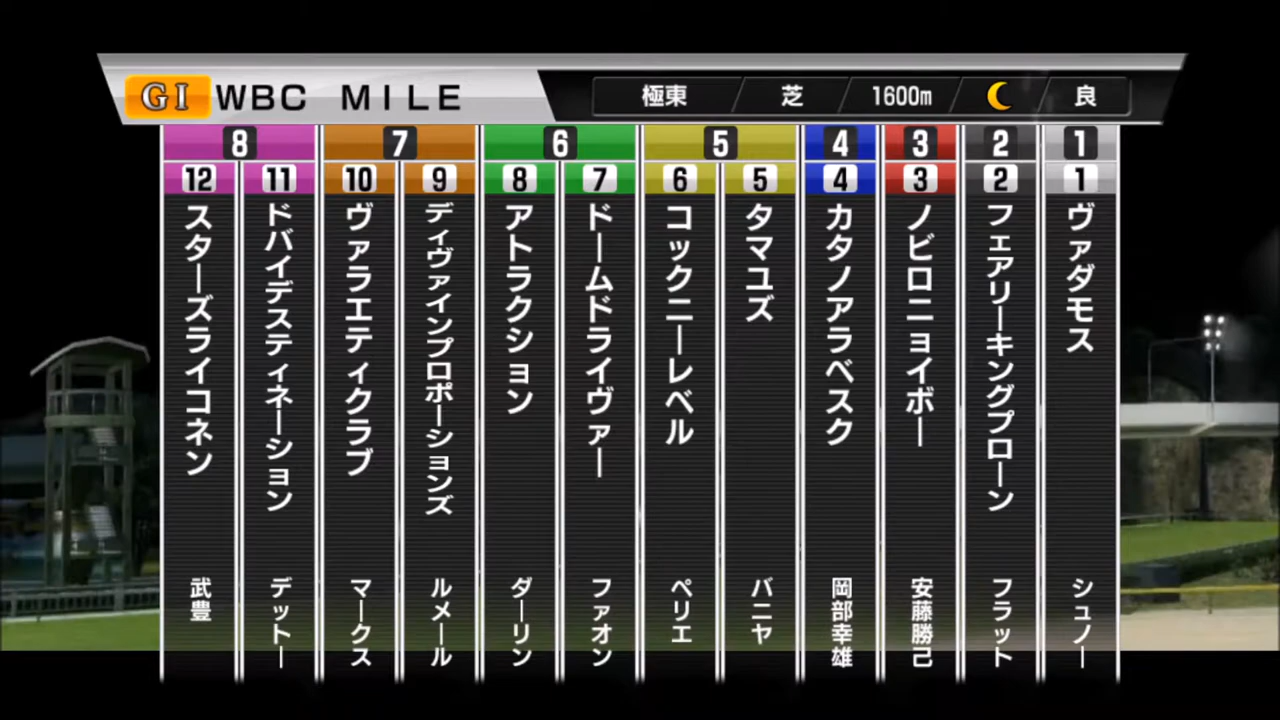 GI WBC MILE 極東 芝 1600m 良
1 1 ヴァダモス シュノー
2 2 フェアリーキングプローン フラット
3 3 ノビロニョイボー 安藤勝己
4 4 カタノアラベスク 岡部幸雄
5 5 タマユズ バニヤ
6 コックニーレベル ペリエ
6 7 ドームドライヴァー ファオン
8 アトラクション ダーリン
7 9 ディヴァインプロポーションズ ルメール
10 ヴァラエティクラブ マークス
8 11 ドバイデスティネーション デットー
12 スターズライコネン 武豊